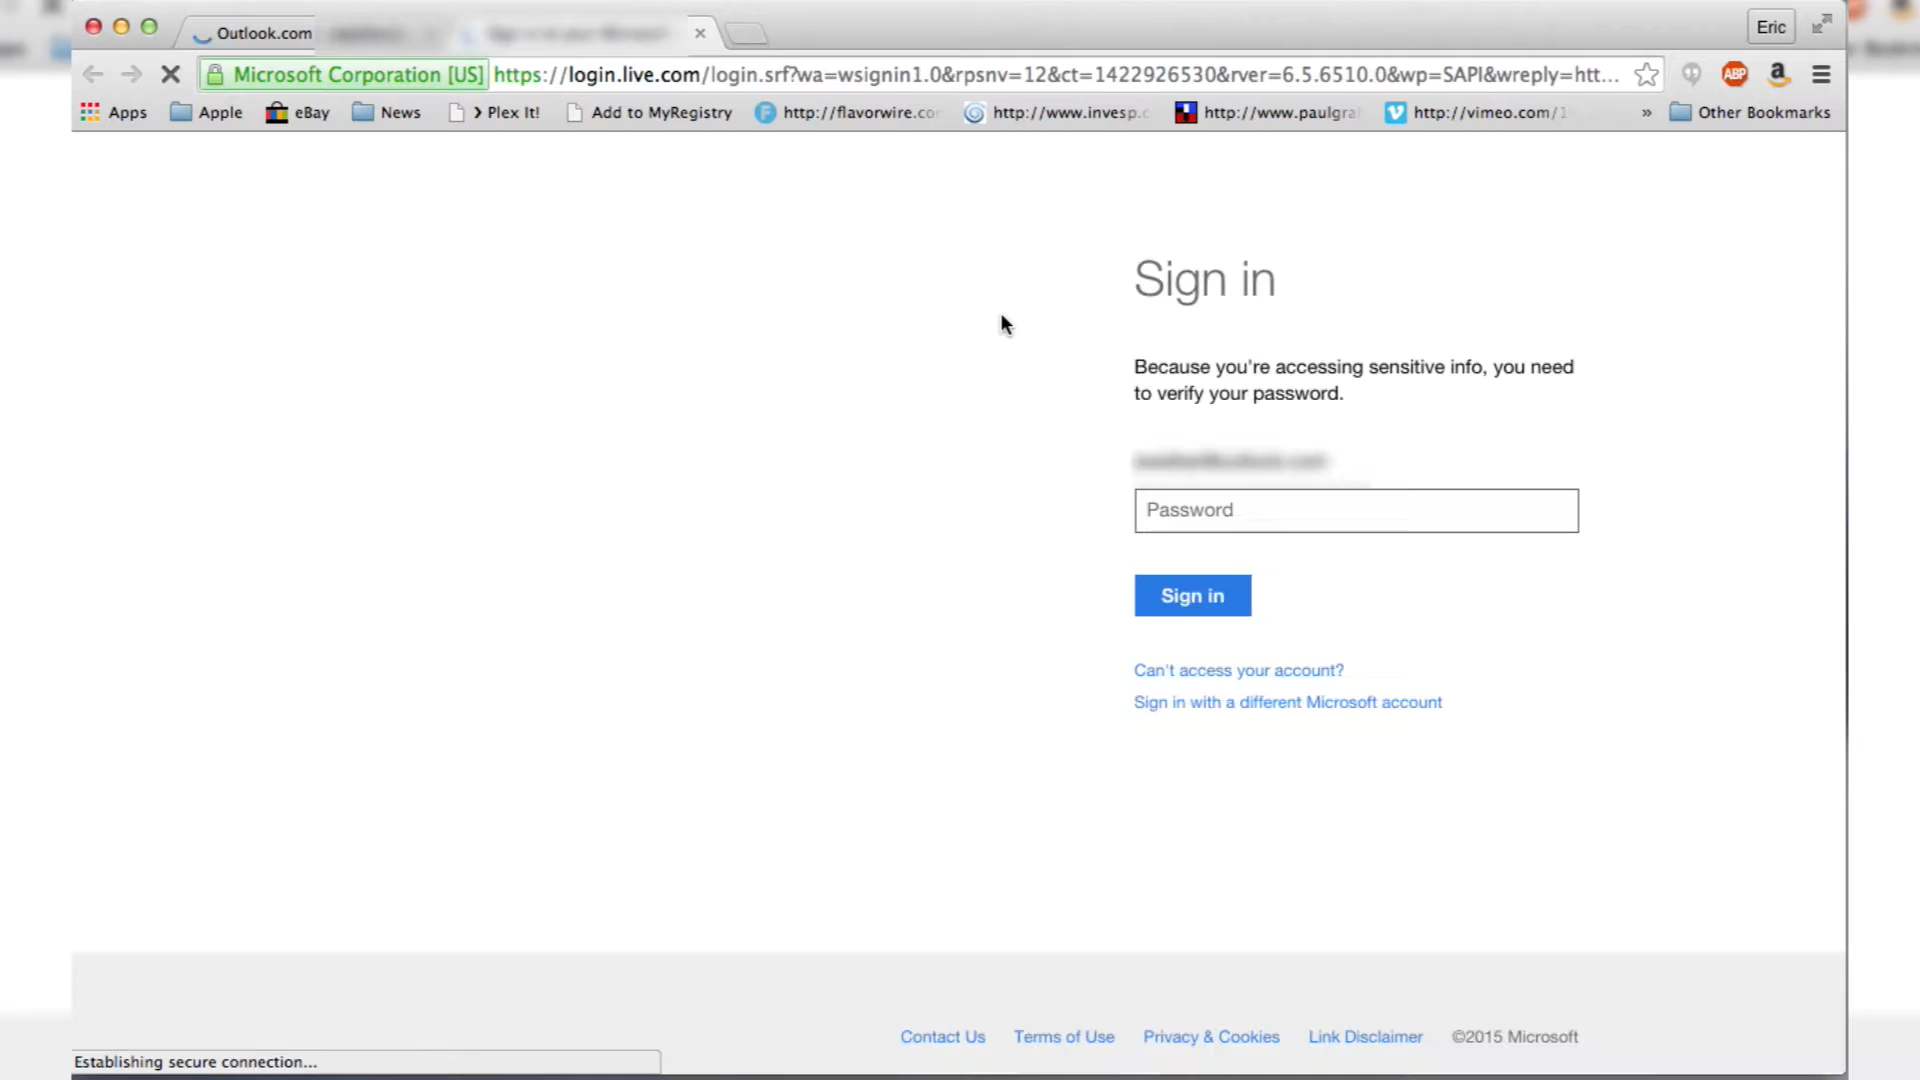 Outlook.com
Eric
Microsoft Corporation [US] https://login.live.com/login.srf?wa=wsignin1.0&rpsnv=12&ct=1422926530&rver=6.5.6510.0&wp=SAPI&wreply=htt...
ABP
a
Apps Apple eBay News > Plex It! Add to MyRegistry http://flavorwire.co http://www.invesp. http://www.paulgra http://vimeo.com/1 » Other Bookmarks
Sign in
Because you're accessing sensitive info, you need
to verify your password.
Password
Sign in
Can't access your account?
Sign in with a different Microsoft account
Contact Us Terms of Use Privacy & Cookies Link Disclaimer ©2015 Microsoft
Establishing secure connection...